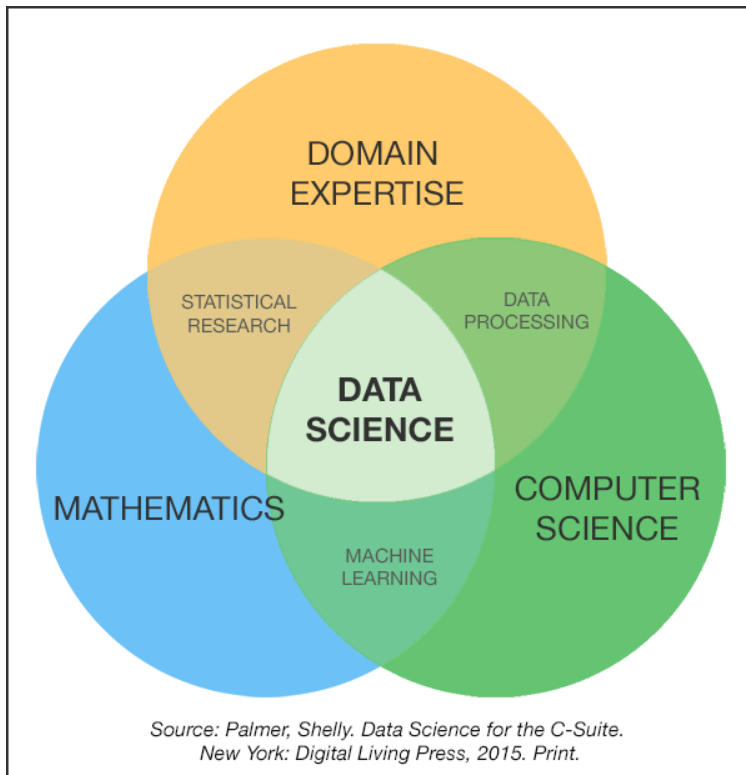 DOMAIN
EXPERTISE
STATISTICAL
RESEARCH
DATA
PROCESSING
DATA
SCIENCE
MATHEMATICS
COMPUTER
SCIENCE
MACHINE
LEARNING
Source: Palmer, Shelly. Data Science for the C-Suite.
New York: Digital Living Press, 2015. Print.